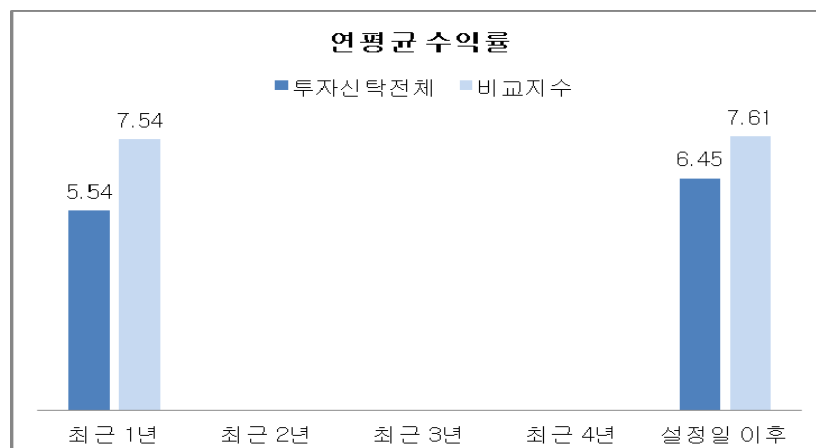 연평균 수익률
투자신탁전체 비교지수
7.54 7.61
5.54 6.45
최근 1년 최근 2년 최근 3년 최근 4년 설정일 이후